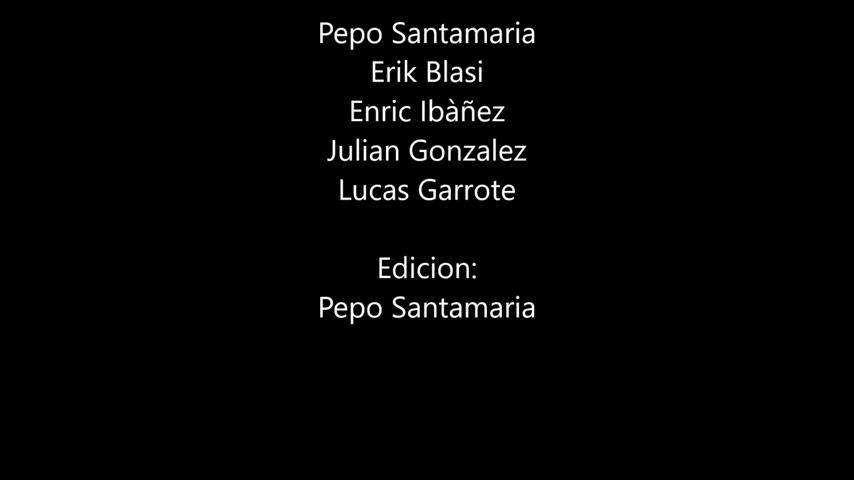 Pepo Santamaria
Erik Blasi
Enric Ibàñez
Julian Gonzalez
Lucas Garrote
Edicion:
Pepo Santamaria